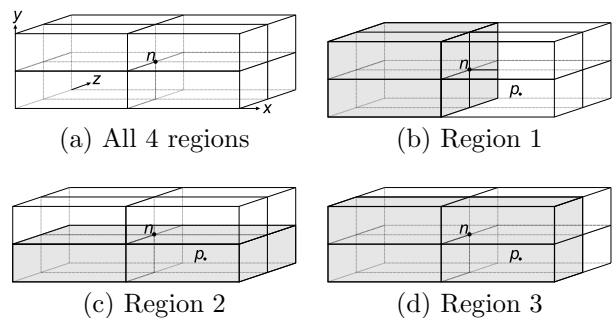 y
n
z
x
(a) All 4 regions
n
p
(b) Region 1
n
p
(c) Region 2
n
p
(d) Region 3